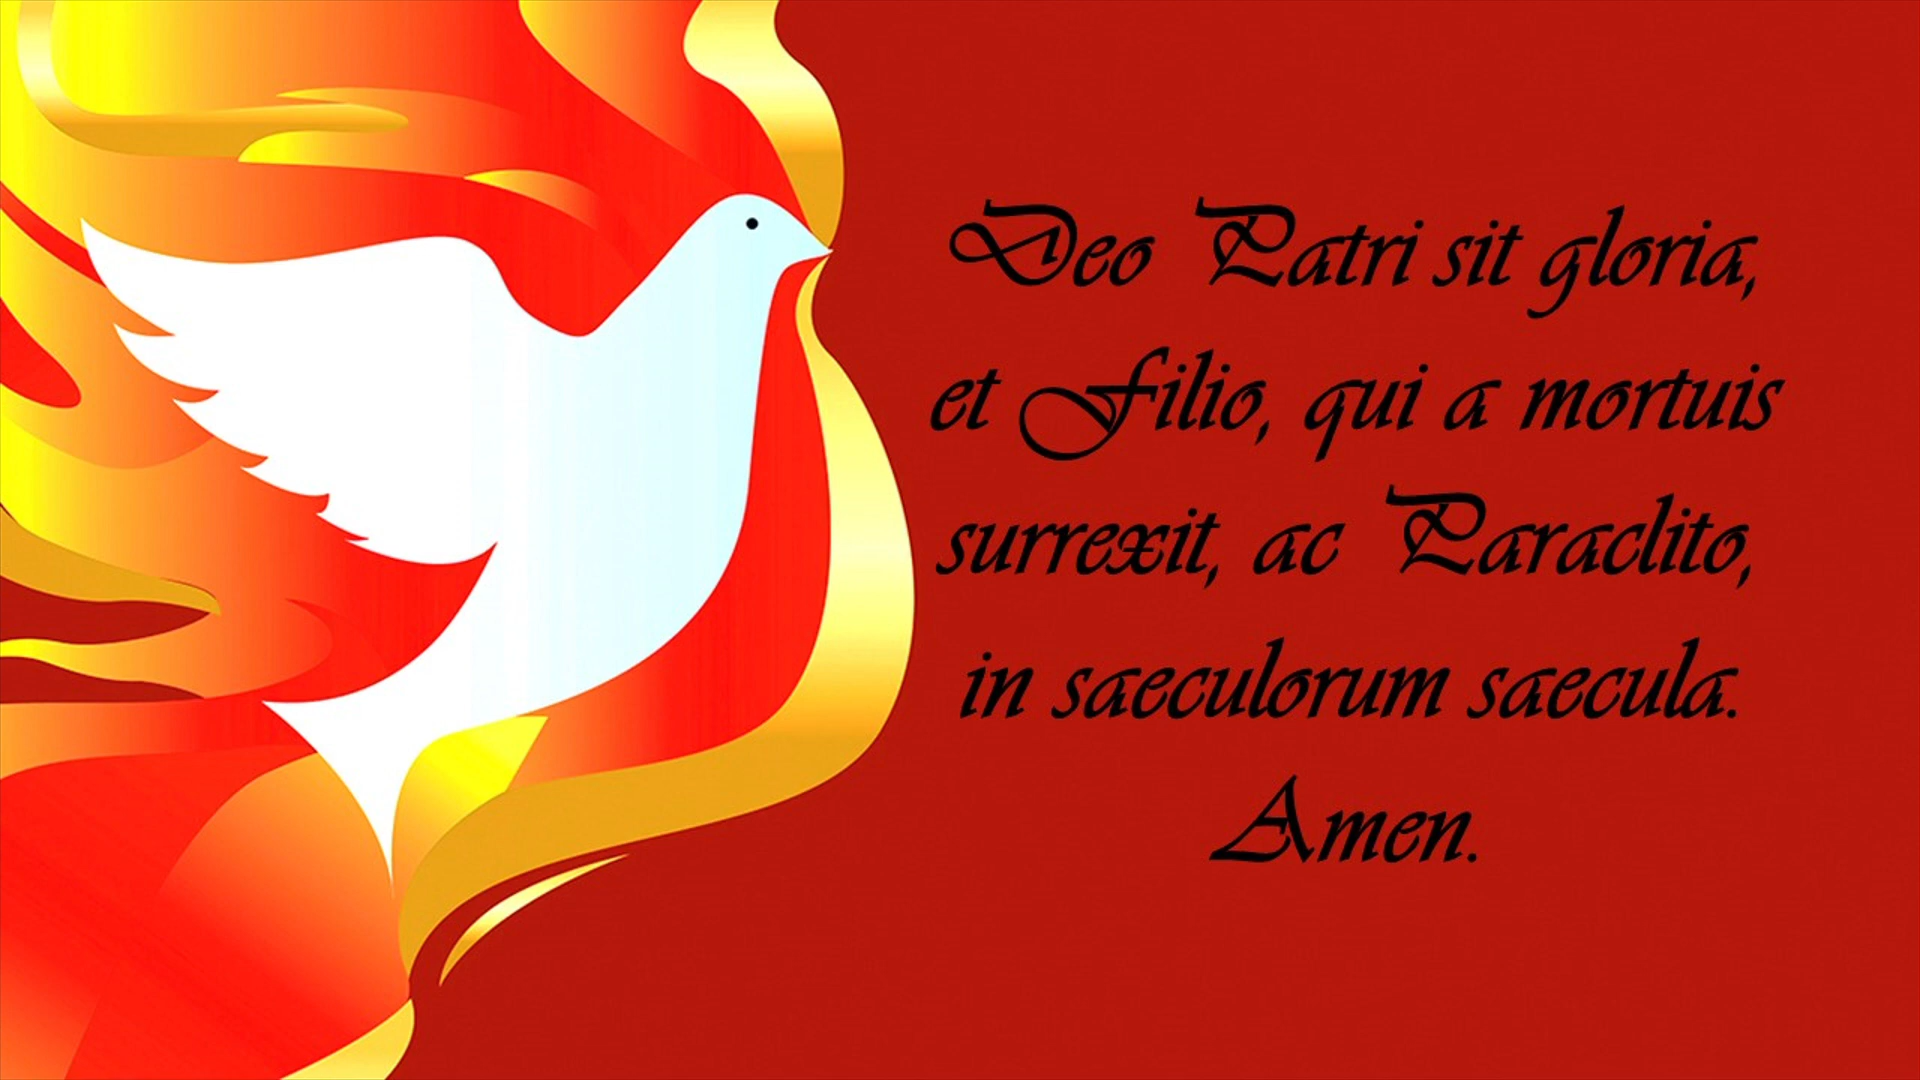 Deo Patri sit gloria,
et Filio, qui a mortuis
surrexit, ac Paraclito,
in saeculorum saecula.
Amen.